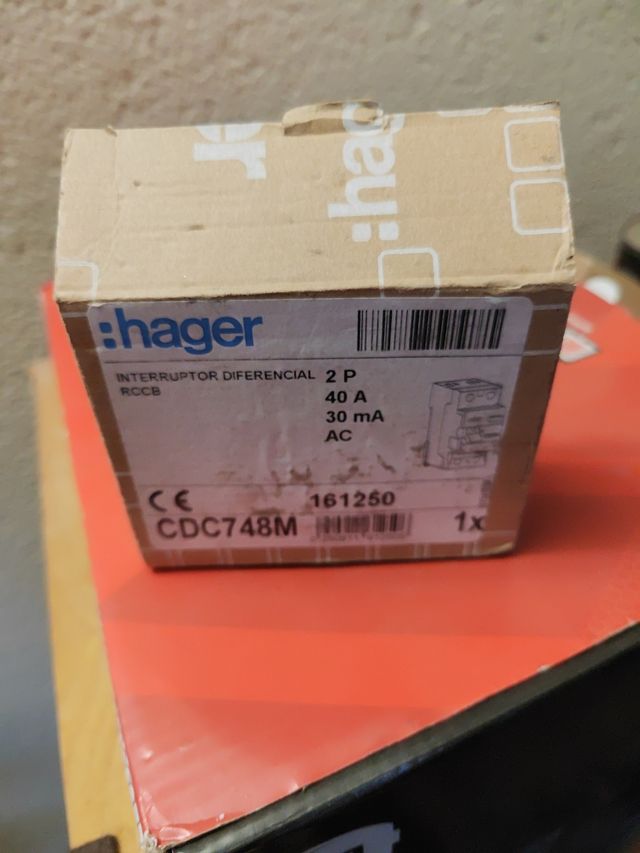 :hager
:hager
INTERRUPTOR DIFERENCIAL 2 P
RCCB
40 A
30 mA
AC
CE
161250
CDC748M
1x